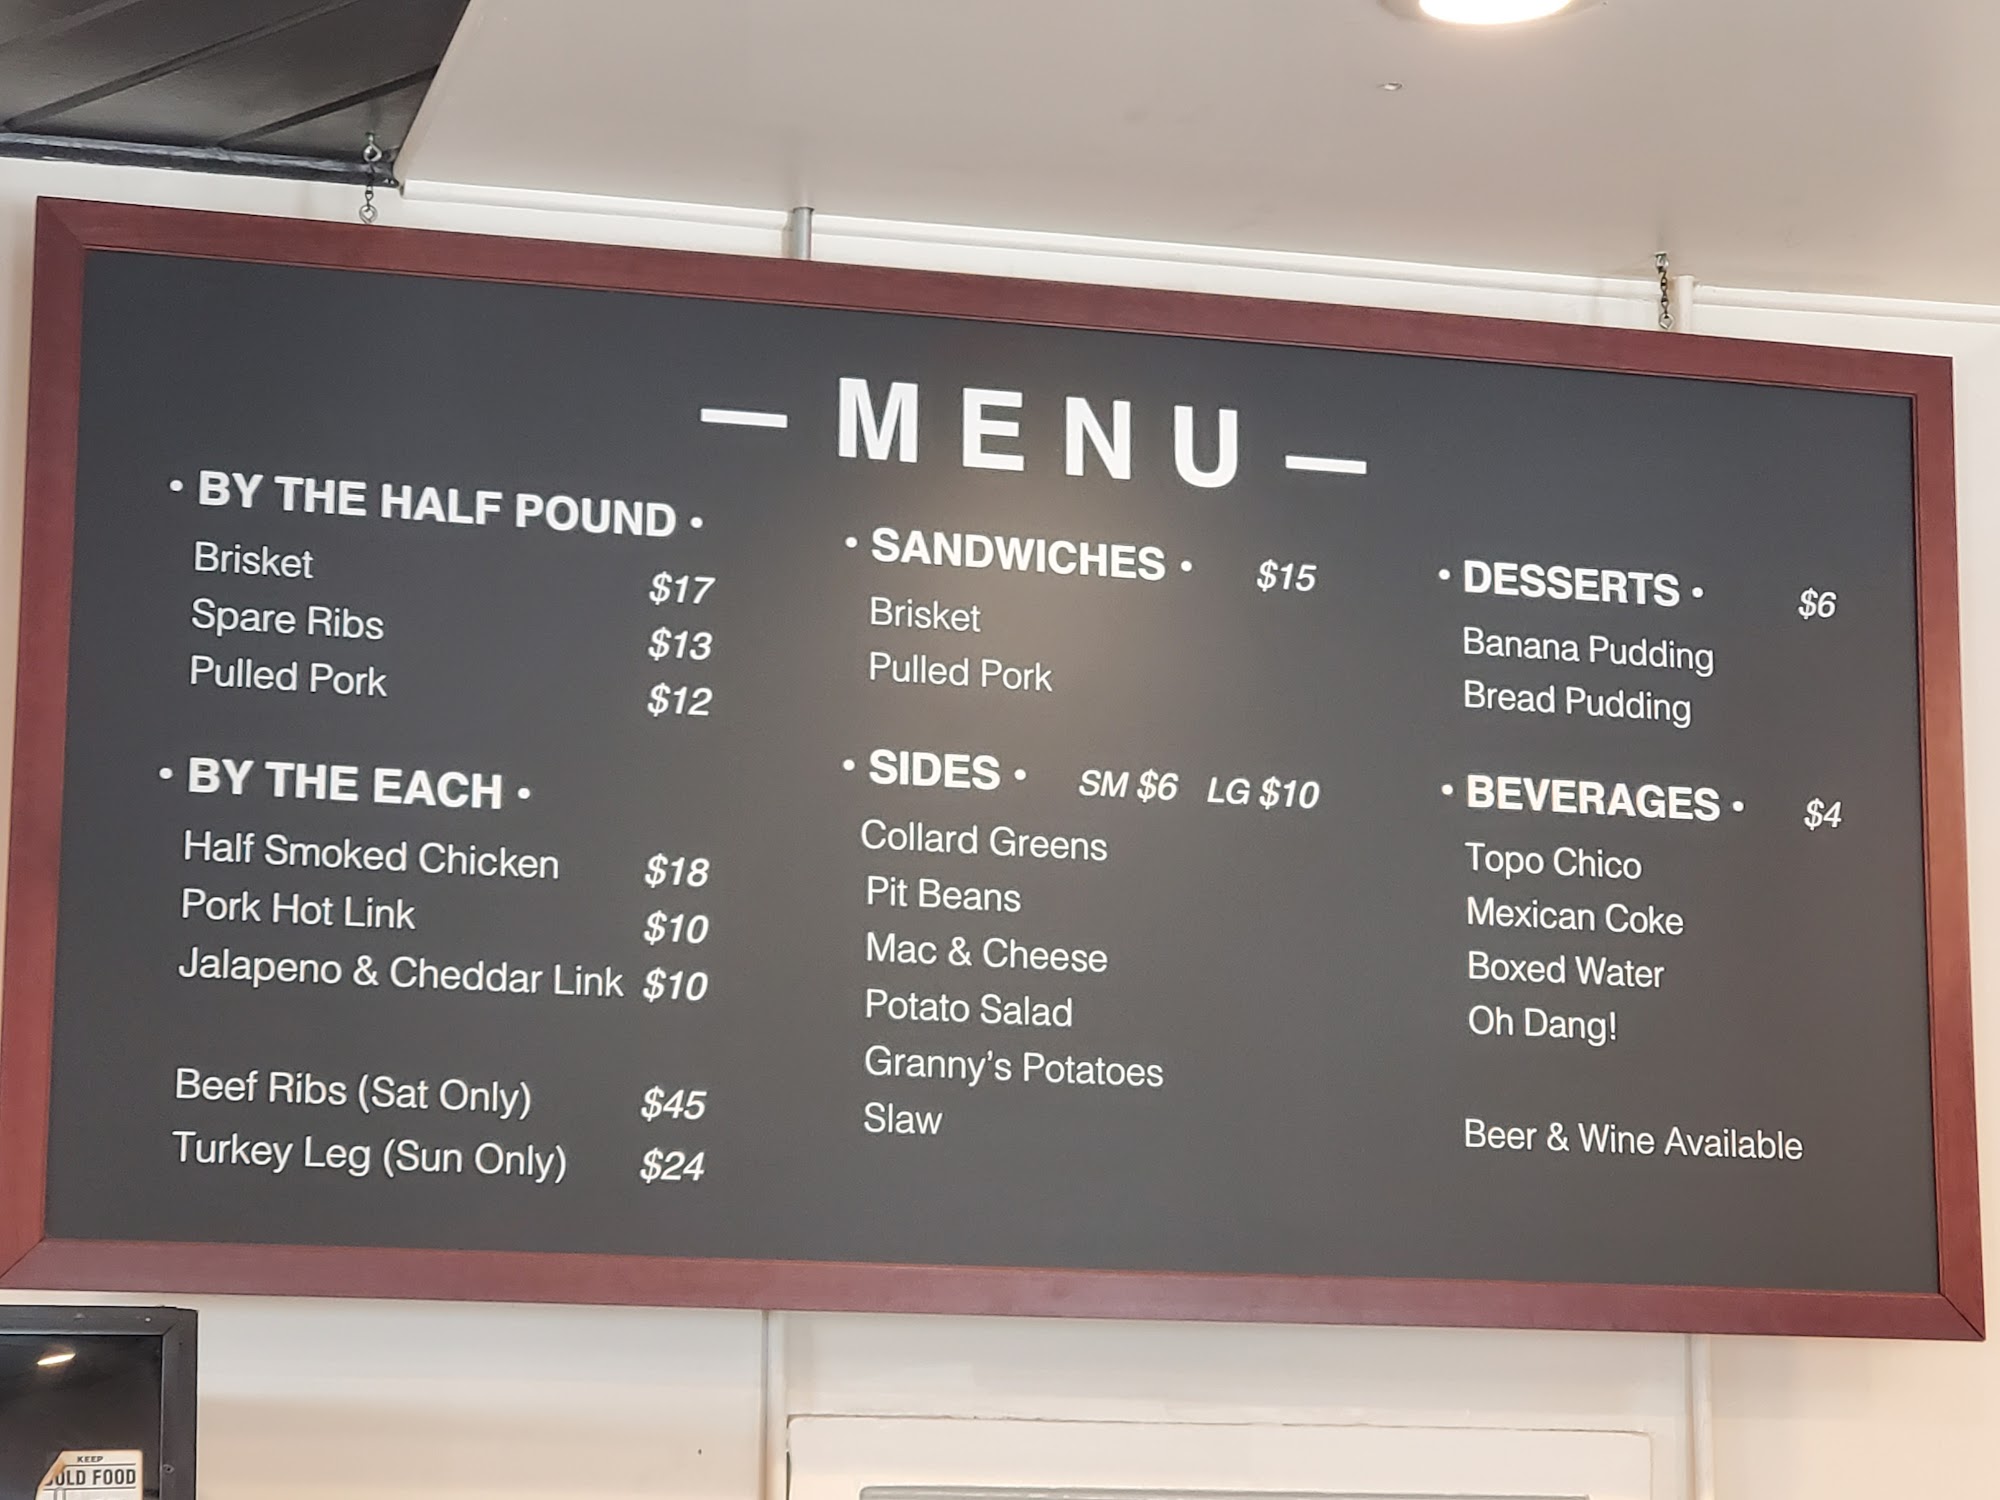 — MENU —
• BY THE HALF POUND •
Brisket $17
Spare Ribs $13
Pulled Pork $12
• BY THE EACH •
Half Smoked Chicken $18
Pork Hot Link $10
Jalapeno & Cheddar Link $10
Beef Ribs (Sat Only) $45
Turkey Leg (Sun Only) $24
• SANDWICHES • $15
Brisket
Pulled Pork
• SIDES • SM $6 LG $10
Collard Greens
Pit Beans
Mac & Cheese
Potato Salad
Granny's Potatoes
Slaw
• DESSERTS • $6
Banana Pudding
Bread Pudding
• BEVERAGES • $4
Topo Chico
Mexican Coke
Boxed Water
Oh Dang!
Beer & Wine Available
KEEP
COLD FOOD